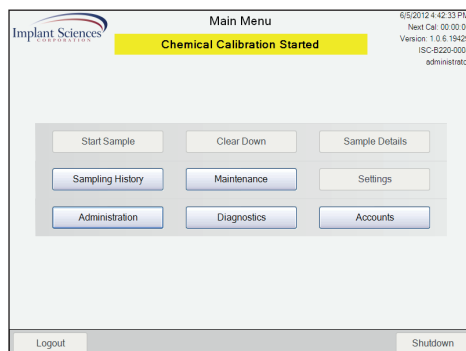 Implant Sciences
CORPORATION
Main Menu
Chemical Calibration Started
6/5/2012 4:42:33 PM
Next Cal: 00:00:0
Version: 1.0.6.1942
ISC-B220-000
administrato
Start Sample Clear Down Sample Details
Sampling History Maintenance Settings
Administration Diagnostics Accounts
Logout Shutdown